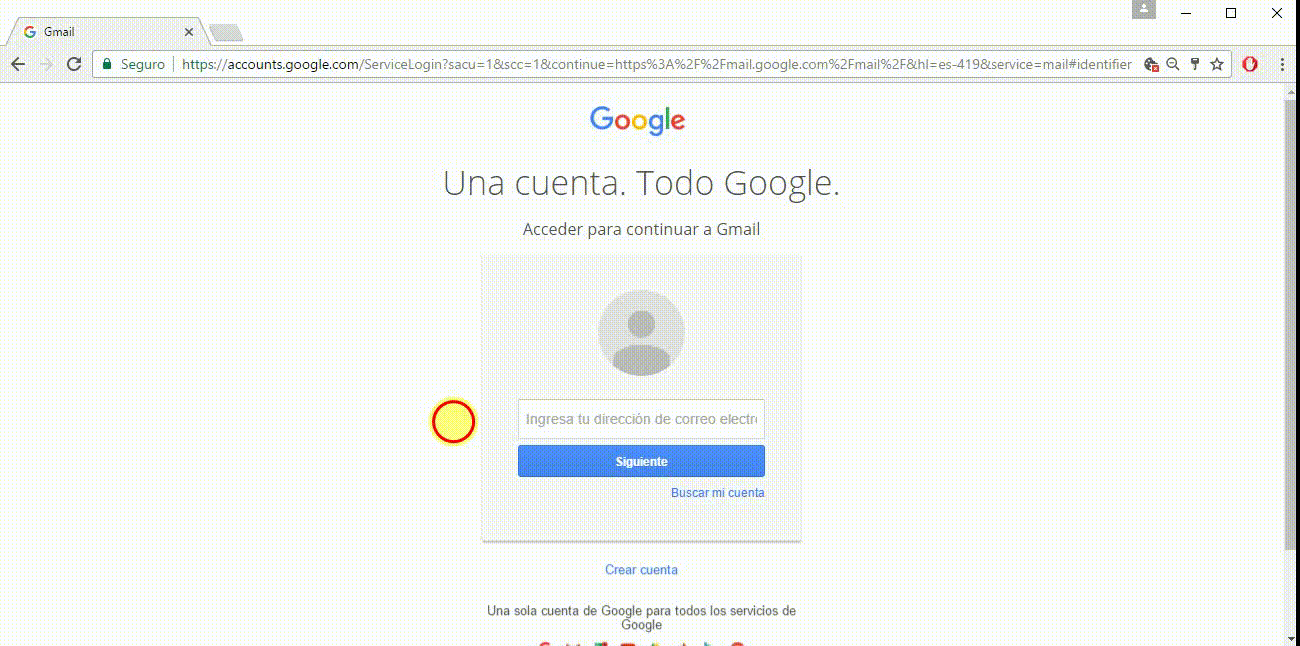 Gmail
Seguro
https://accounts.google.com/ServiceLogin?sacu=1&scc=1&continue=https%3A%2F%2Fmail.google.com%2Fmail%2F&hl=es-419&service=mail#identifier
Google
Una cuenta. Todo Google.
Acceder para continuar a Gmail
Ingresa tu dirección de correo electr
Siguiente
Buscar mi cuenta
Crear cuenta
Una sola cuenta de Google para todos los servicios de
Google